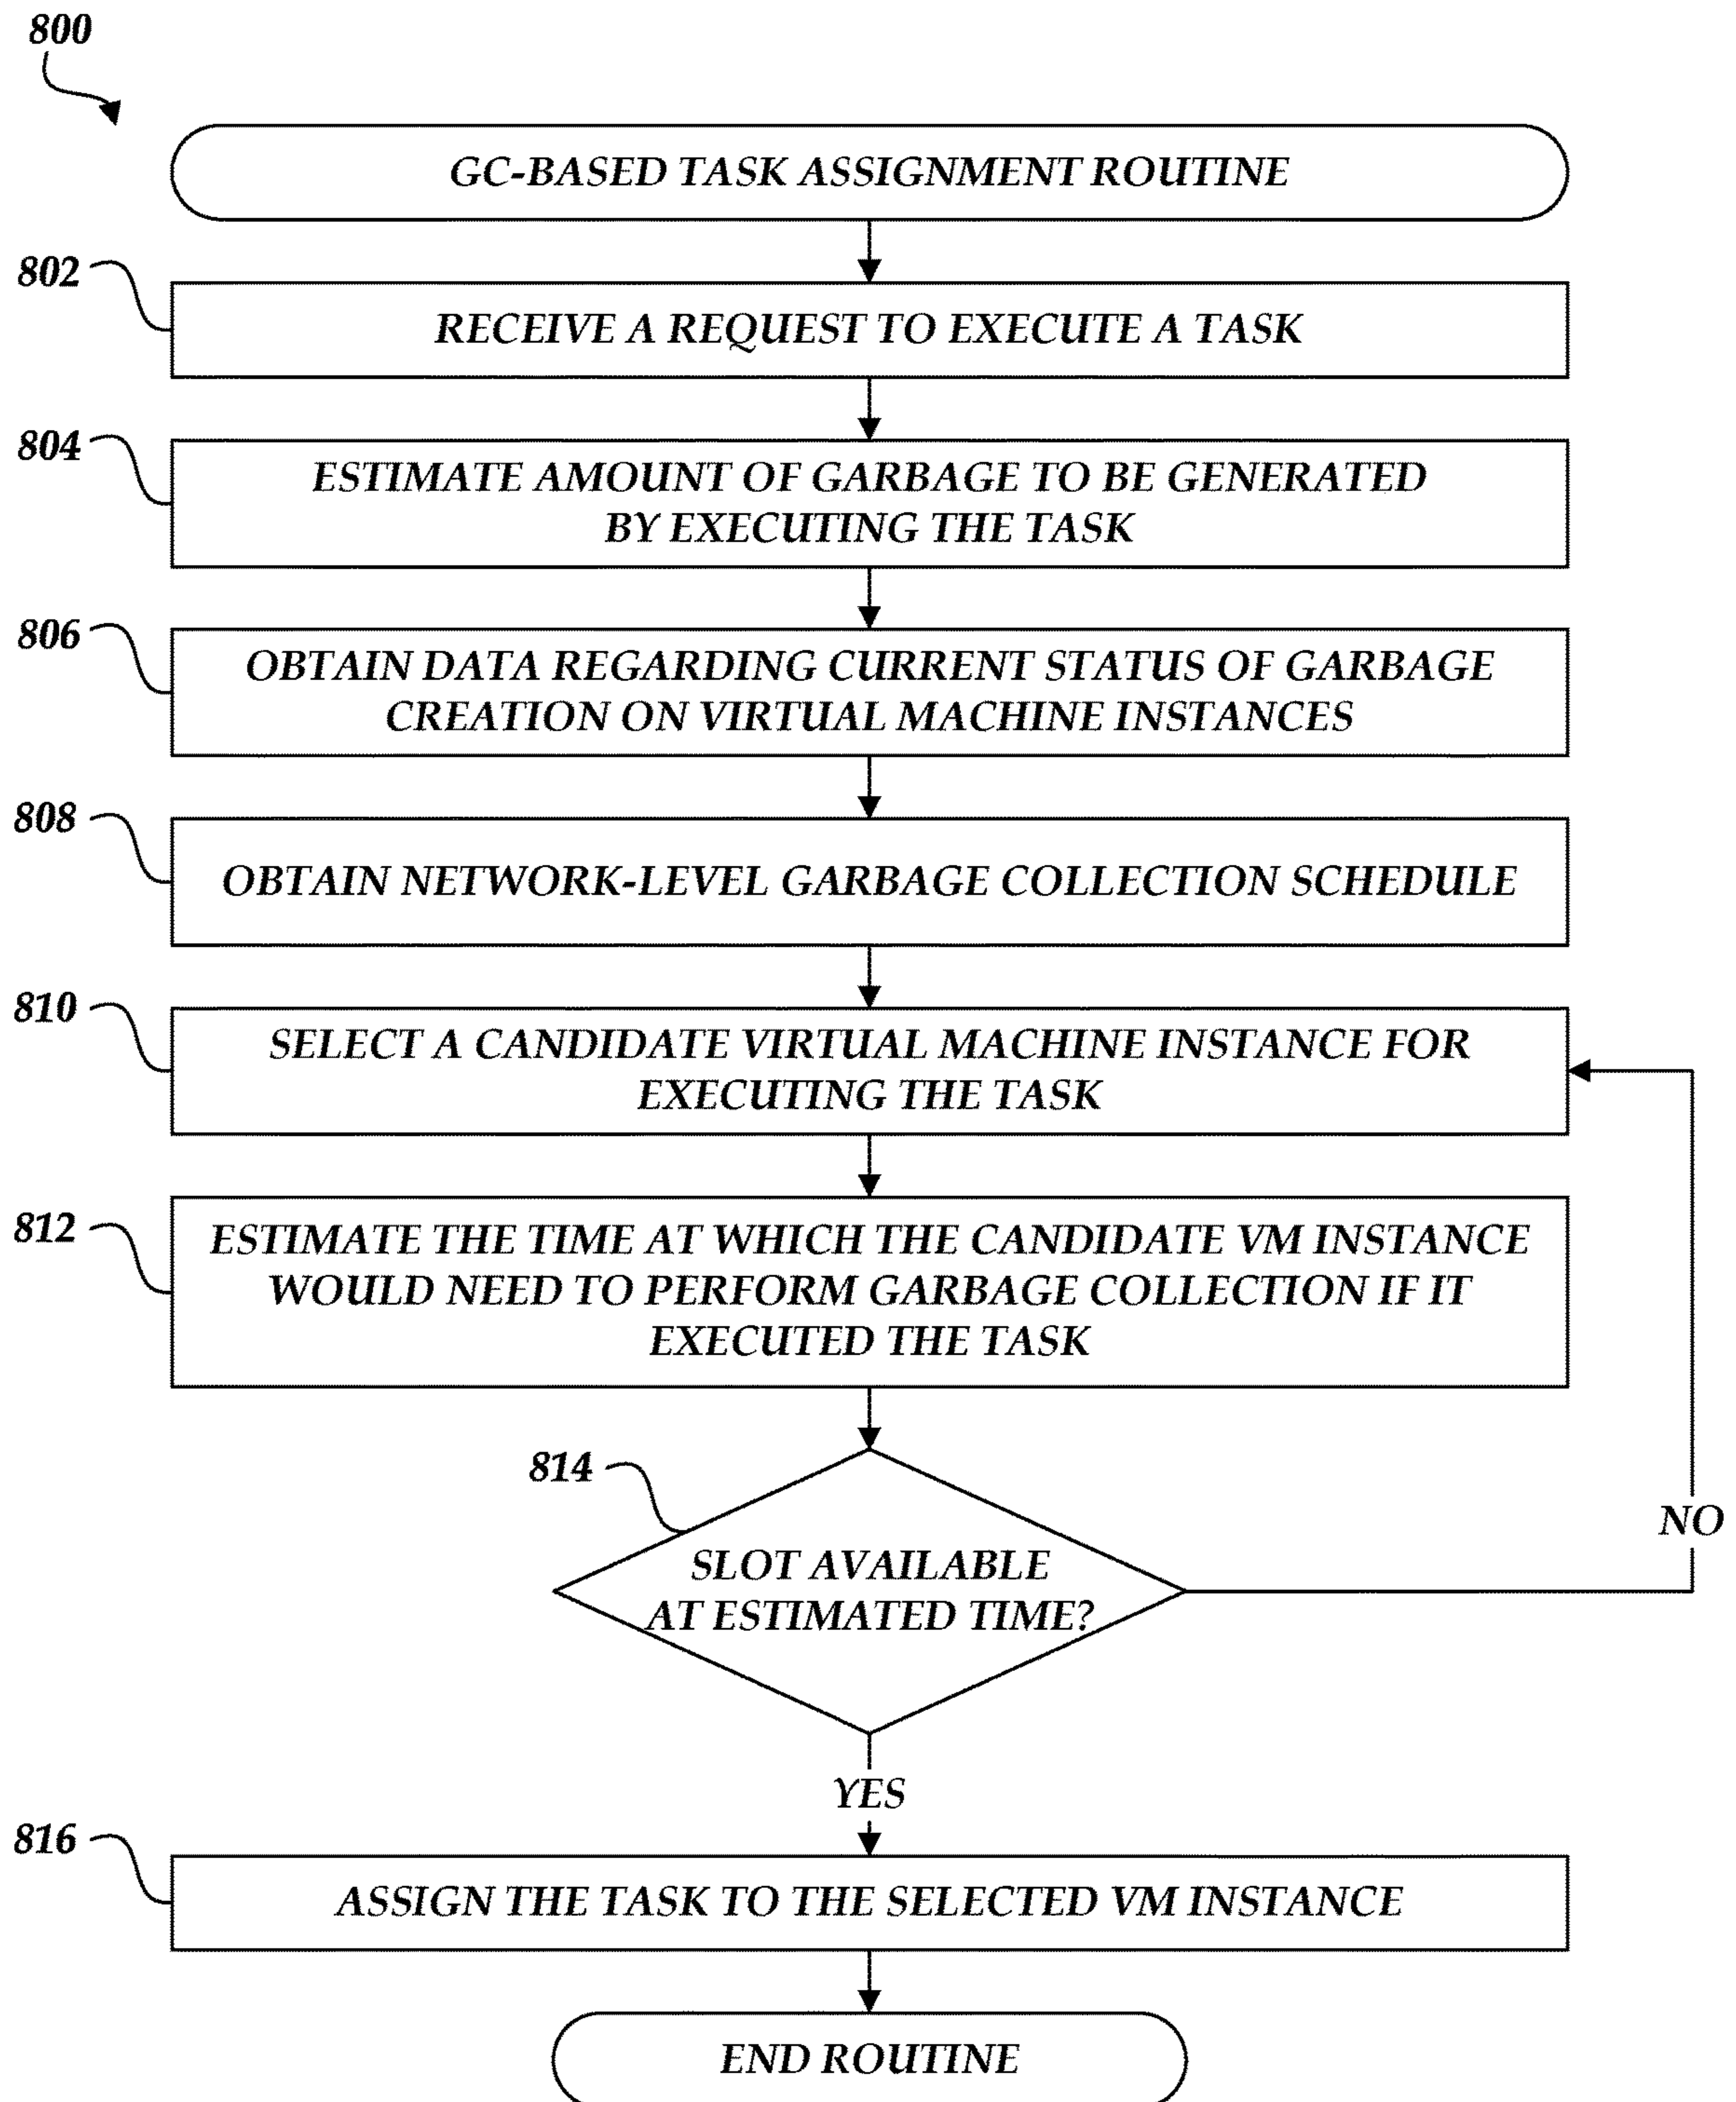 800
GC-BASED TASK ASSIGNMENT ROUTINE
802
RECEIVE A REQUEST TO EXECUTE A TASK
804
ESTIMATE AMOUNT OF GARBAGE TO BE GENERATED
BY EXECUTING THE TASK
806
OBTAIN DATA REGARDING CURRENT STATUS OF GARBAGE
CREATION ON VIRTUAL MACHINE INSTANCES
808
OBTAIN NETWORK-LEVEL GARBAGE COLLECTION SCHEDULE
810
SELECT A CANDIDATE VIRTUAL MACHINE INSTANCE FOR
EXECUTING THE TASK
812
ESTIMATE THE TIME AT WHICH THE CANDIDATE VM INSTANCE
WOULD NEED TO PERFORM GARBAGE COLLECTION IF IT
EXECUTED THE TASK
814
SLOT AVAILABLE
AT ESTIMATED TIME?
NO
YES
816
ASSIGN THE TASK TO THE SELECTED VM INSTANCE
END ROUTINE